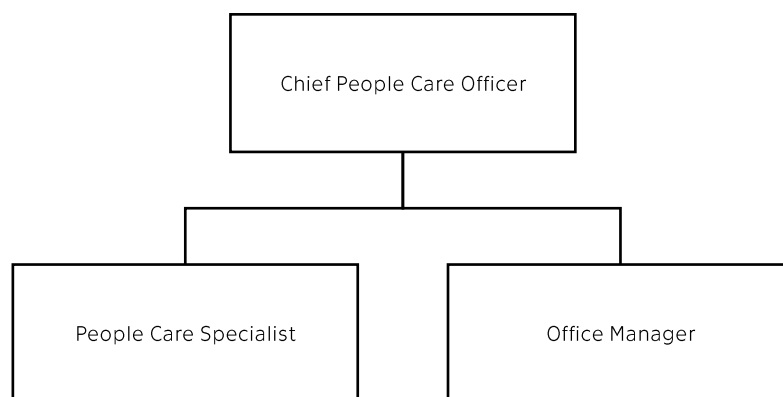 Chief People Care Officer
People Care Specialist
Office Manager